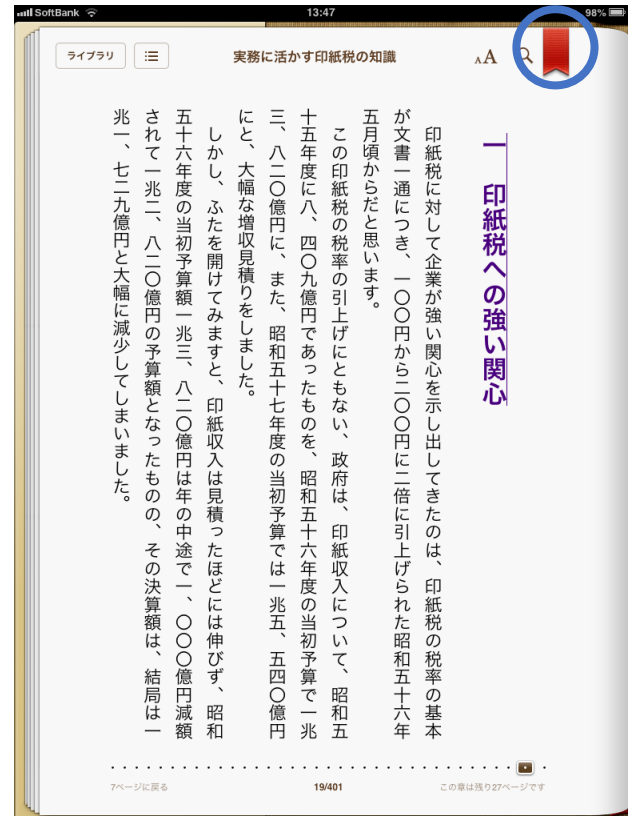 SoftBank
13:47
98%
ライブラリ
実務に活かす印紙税の知識
AA
一 印紙税への強い関心
印紙税に対して企業が強い関心を示し出してきたのは、印紙税の税率の基本
が文書一通につき、一〇〇円から二〇〇円に二倍に引上げられた昭和五十六年
五月頃からだと思います。
この印紙税の税率の引上げにともない、政府は、印紙収入について、昭和五
十五年度に八、四〇九億円であったものを、昭和五十六年度の当初予算で一兆
三、八二〇億円に、また、昭和五十七年度の当初予算では一兆五、五四〇億円
にと、大幅な増収見積りをしました。
しかし、ふたを開けてみますと、印紙収入は見積ったほどには伸びず、昭和
五十六年度の当初予算額一兆三、八二〇億円は年の中途で一、〇〇〇億円減額
されて一兆二、八二〇億円の予算額となったものの、その決算額は、結局は一
兆一、七二九億円と大幅に減少してしまいました。
7ページに戻る
19/401
この章は残り27ページです